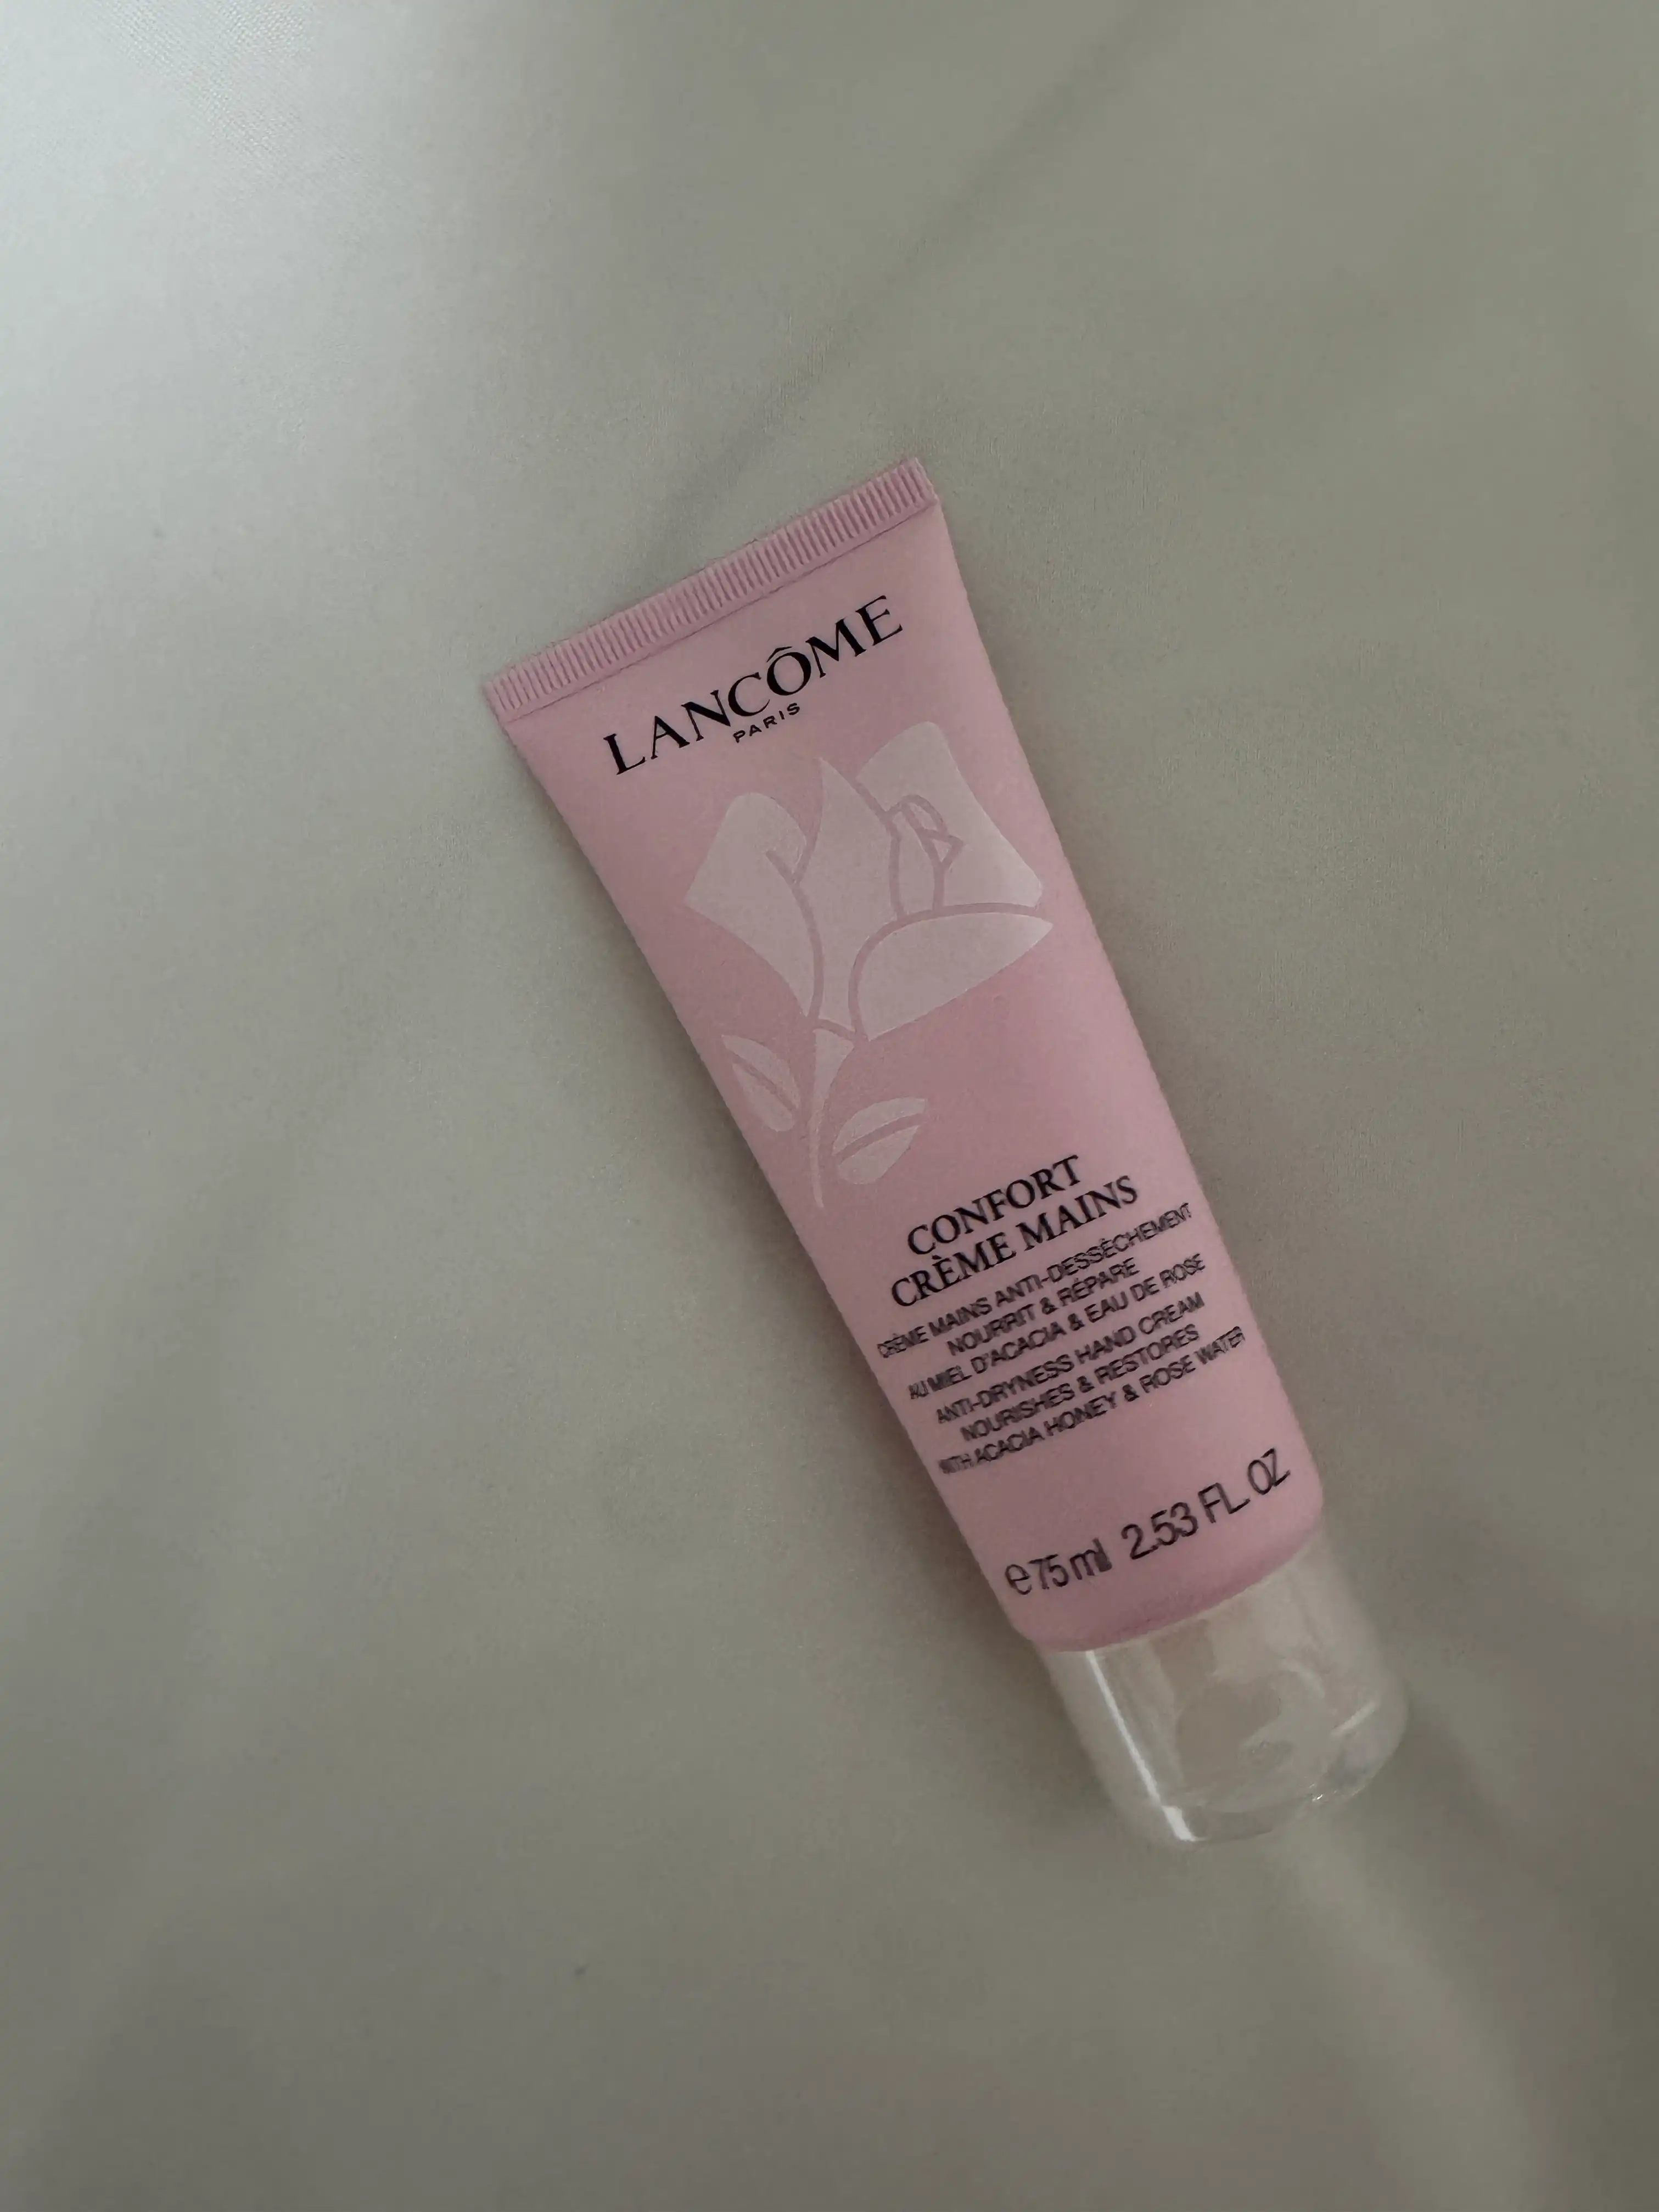 LANCÔME
PARIS
CONFORT
CRÈME MAINS
CRÈME MAINS ANTI-DESSÈCHEMENT
NOURRIT & RÉPARE
AU MIEL D'ACACIA & EAU DE ROSE
ANTI-DRYNESS HAND CREAM
NOURISHES & RESTORES
WITH ACACIA HONEY & ROSE WATER
℮ 75 ml 2.53 FL. OZ